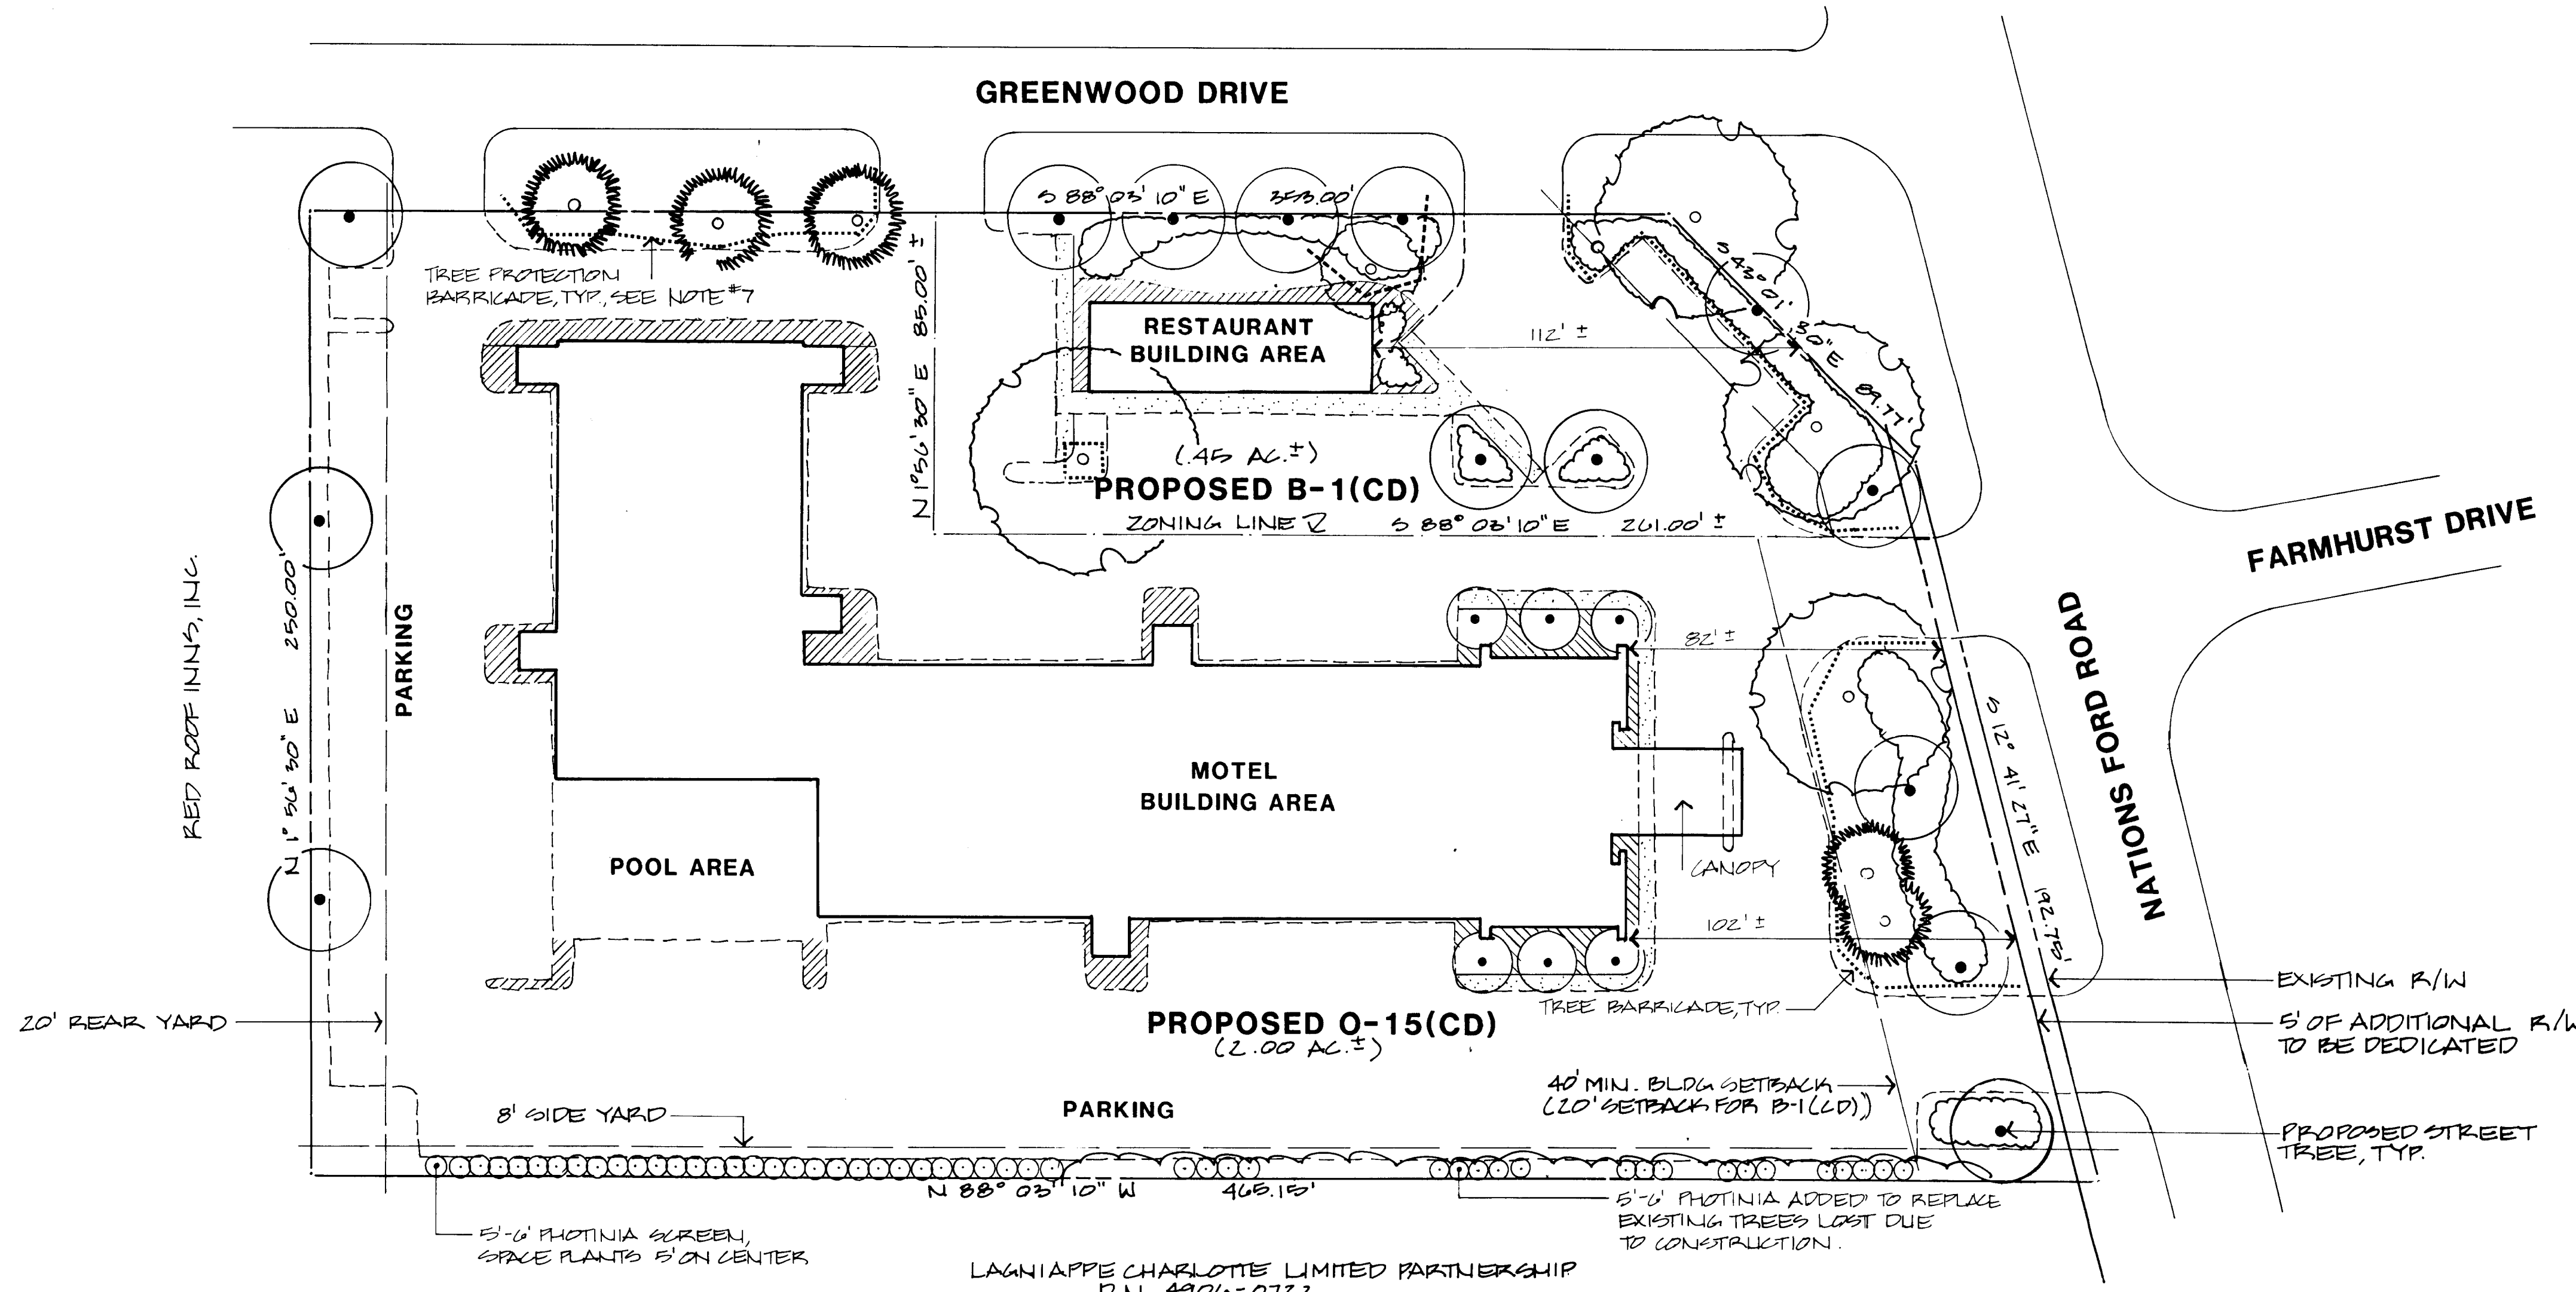 GREENWOOD DRIVE
S 88° 03' 10" E 353.00'
TREE PROTECTION
BARRICADE, TYP., SEE NOTE #7
N 1° 56' 30" E 85.00' ±
RESTAURANT
BUILDING AREA
112' ±
S 43° 01' 30" E 89.77'
(.45 AC.±)
PROPOSED B-1(CD)
ZONING LINE
S 88° 03' 10" E 261.00' ±
FARMHURST DRIVE
NATIONS FORD ROAD
RED ROOF INNS, INC.
N 1° 56' 30" E 250.00'
PARKING
82' ±
S 12° 41' 27" E 192.75'
MOTEL
BUILDING AREA
POOL AREA
CANOPY
102' ±
TREE BARRICADE, TYP.
EXISTING R/W
20' REAR YARD
PROPOSED O-15(CD)
(2.00 AC.±)
5' OF ADDITIONAL R/W
TO BE DEDICATED
40' MIN. BLDG SETBACK
(20' SETBACK FOR B-1(CD))
8' SIDE YARD
PARKING
PROPOSED STREET
TREE, TYP.
N 88° 03' 10" W 465.15'
5'-6' PHOTINIA SCREEN,
SPACE PLANTS 5' ON CENTER
5'-6' PHOTINIA ADDED TO REPLACE
EXISTING TREES LOST DUE
TO CONSTRUCTION.
LAGNIAPPE CHARLOTTE LIMITED PARTNERSHIP